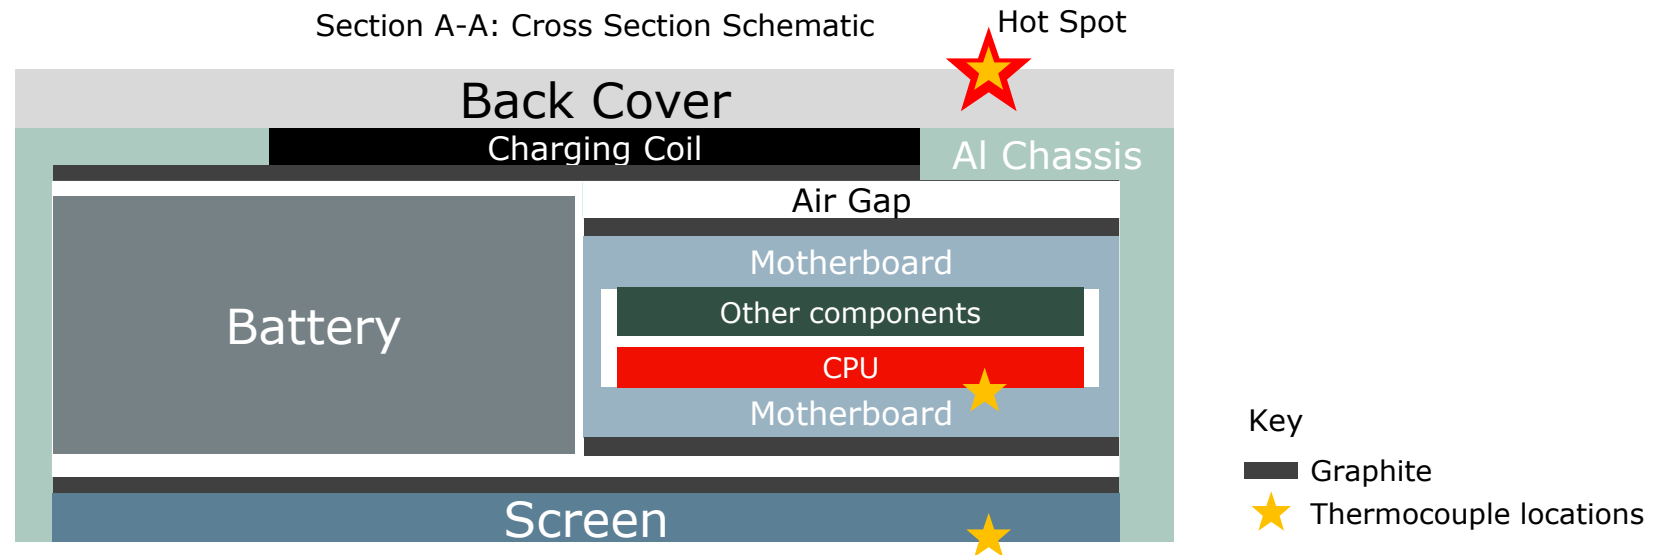 Section A-A: Cross Section Schematic
Hot Spot
Back Cover
Charging Coil
Al Chassis
Air Gap
Motherboard
Other components
Battery
CPU
Motherboard
Screen
Key
Graphite
Thermocouple locations